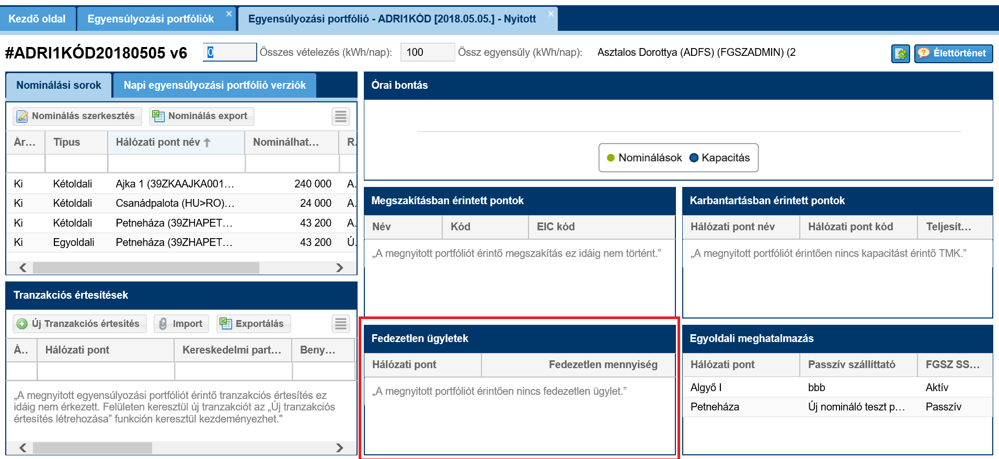 Kezdő oldal
Egyensúlyozási portfóliók
Egyensúlyozási portfólió - ADRI1KÓD [2018.05.05.] - Nyitott
#ADRI1KÓD20180505 v6
0
Összes vételezés (kWh/nap):
100
Össz egyensúly (kWh/nap):
Asztalos Dorottya (ADFS) (FGSZADMIN) (2
Élettörténet
Nominálási sorok
Napi egyensúlyozási portfólió verziók
Nominálás szerkesztés
Nominálás export
Ár... Típus Hálózati pont név Nominálhat... R.
Ki Kétoldali Ajka 1 (39ZKAAJKA001... 240 000 A.
Ki Kétoldali Csanádpalota (HU>RO)... 24 000 A.
Ki Kétoldali Petneháza (39ZHAPET... 43 200 A.
Ki Egyoldali Petneháza (39ZHAPET... 43 200 Ú.
Órai bontás
Nominálások Kapacitás
Megszakításban érintett pontok
Név Kód EIC kód
„A megnyitott portfóliót érintő megszakítás ez idáig nem történt.”
Karbantartásban érintett pontok
Hálózati pont név Hálózati pont kód Teljesít...
„A megnyitott portfóliót érintően nincs kapacitást érintő TMK.”
Tranzakciós értesítések
Új Tranzakciós értesítés
Import
Exportálás
Á.. Hálózati pont Kereskedelmi part... Beny...
„A megnyitott egyensúlyozási portfóliót érintő tranzakciós értesítés ez
idáig nem érkezett. Felületen keresztül új tranzakciót az „Új tranzakciós
értesítés létrehozása” funkción keresztül kezdeményezhet."
Fedezetlen ügyletek
Hálózati pont Fedezetlen mennyiség
„A megnyitott portfóliót érintően nincs fedezetlen ügylet.”
Egyoldali meghatalmazás
Hálózati pont Passzív szállíttató FGSZ SS...
Algyő I bbb Aktív
Petneháza Új nomináló teszt p... Passzív